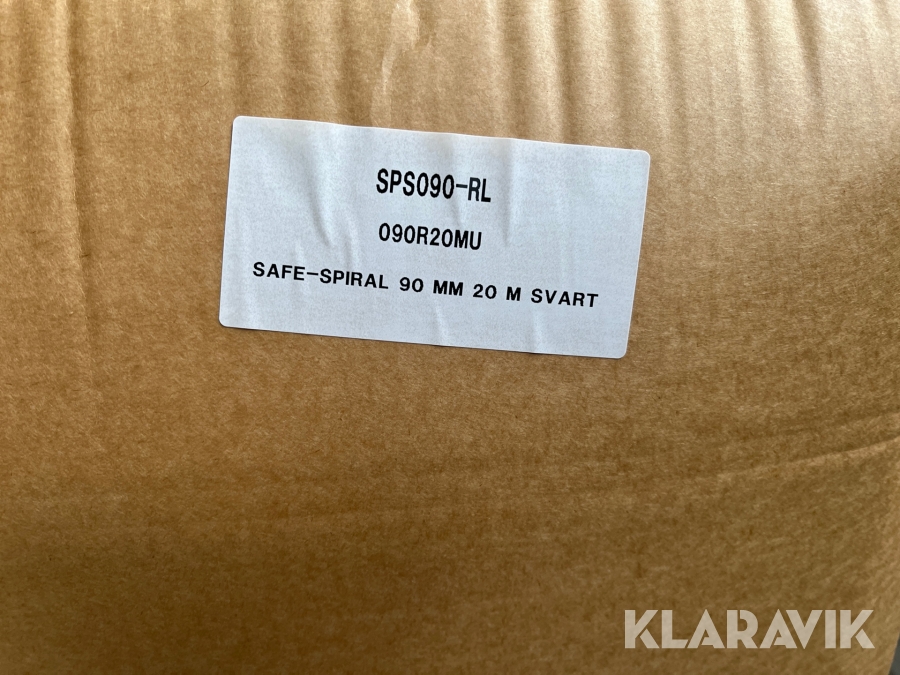 SPS090-RL
090R20MU
SAFE-SPIRAL 90 MM 20 M SVART
KLARAVIK